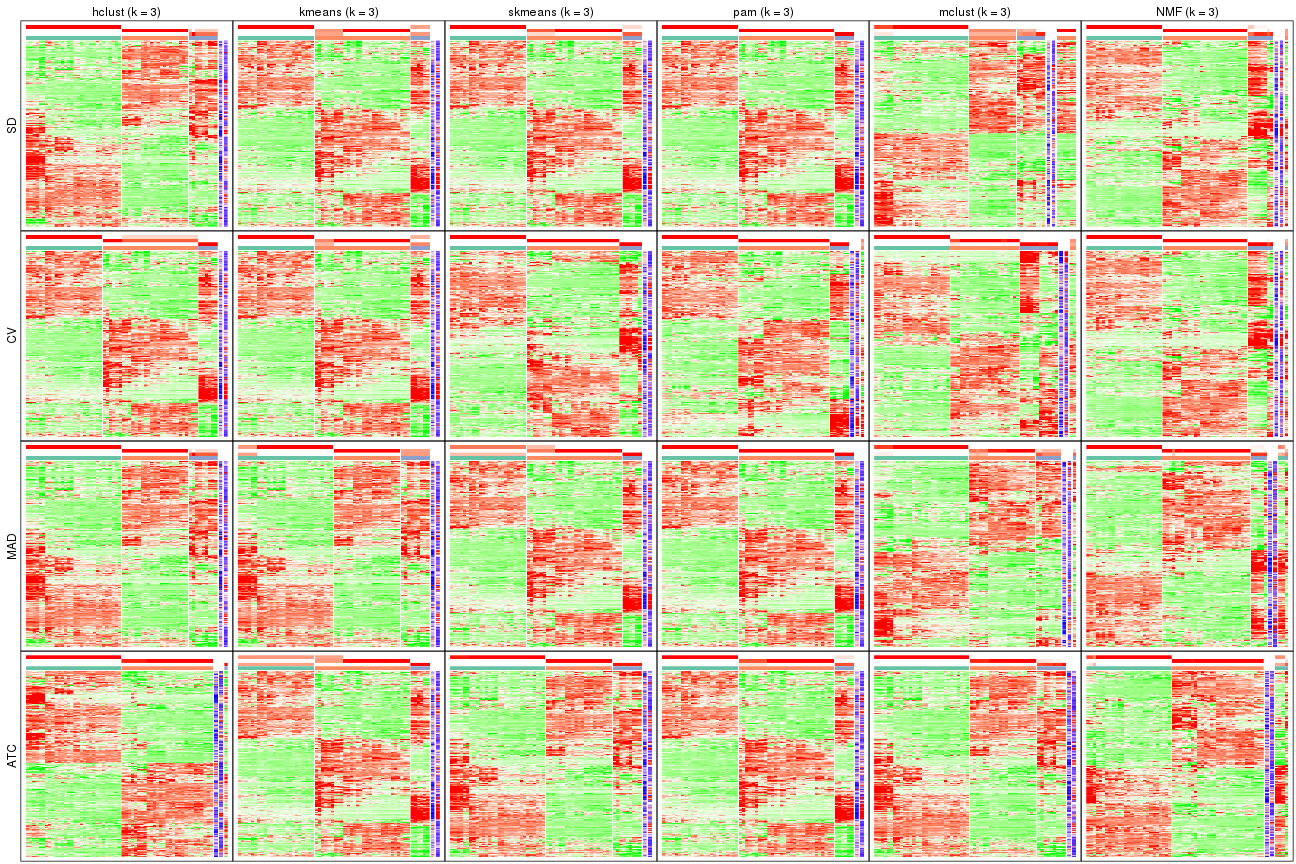 hclust (k = 3) kmeans (k = 3) skmeans (k = 3) pam (k = 3) mclust (k = 3) NMF (k = 3)
SD
CV
MAD
ATC